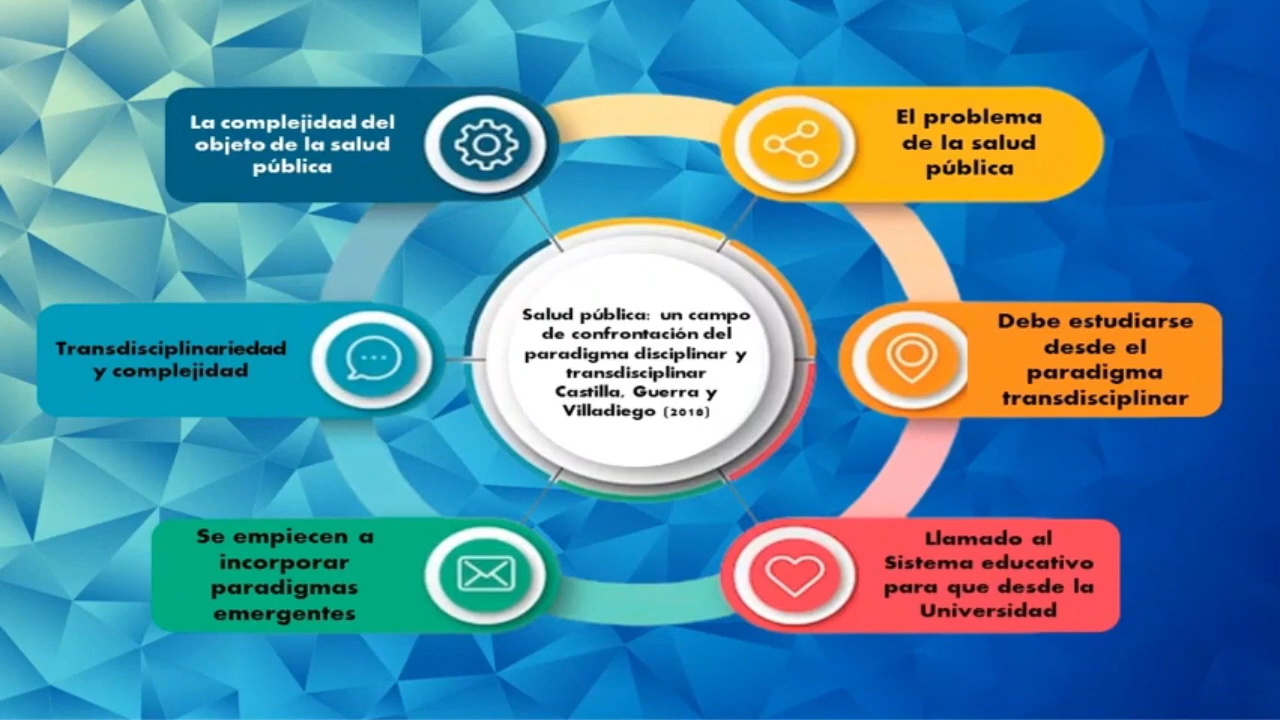 La complejidad del
objeto de la salud
pública
El problema
de la salud
pública
Transdisciplinariedad
y complejidad
Salud pública: un campo
de confrontación del
paradigma disciplinar y
transdisciplinar
Castilla, Guerra y
Villadiego (2018)
Debe estudiarse
desde el
paradigma
transdisciplinar
Se empiecen a
incorporar
paradigmas
emergentes
Llamado al
Sistema educativo
para que desde la
Universidad